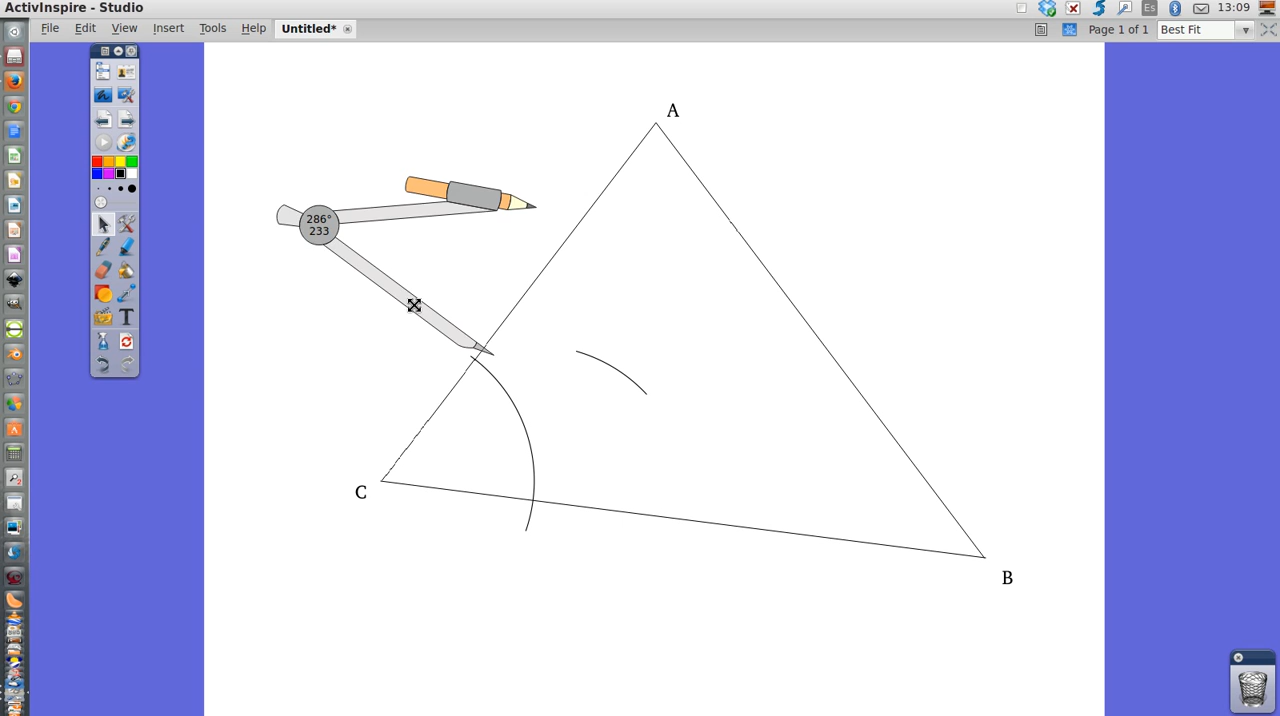 ActivInspire - Studio
Es
13:09
File Edit View Insert Tools Help Untitled*
Page 1 of 1
Best Fit
A
286°
233
C
B
T